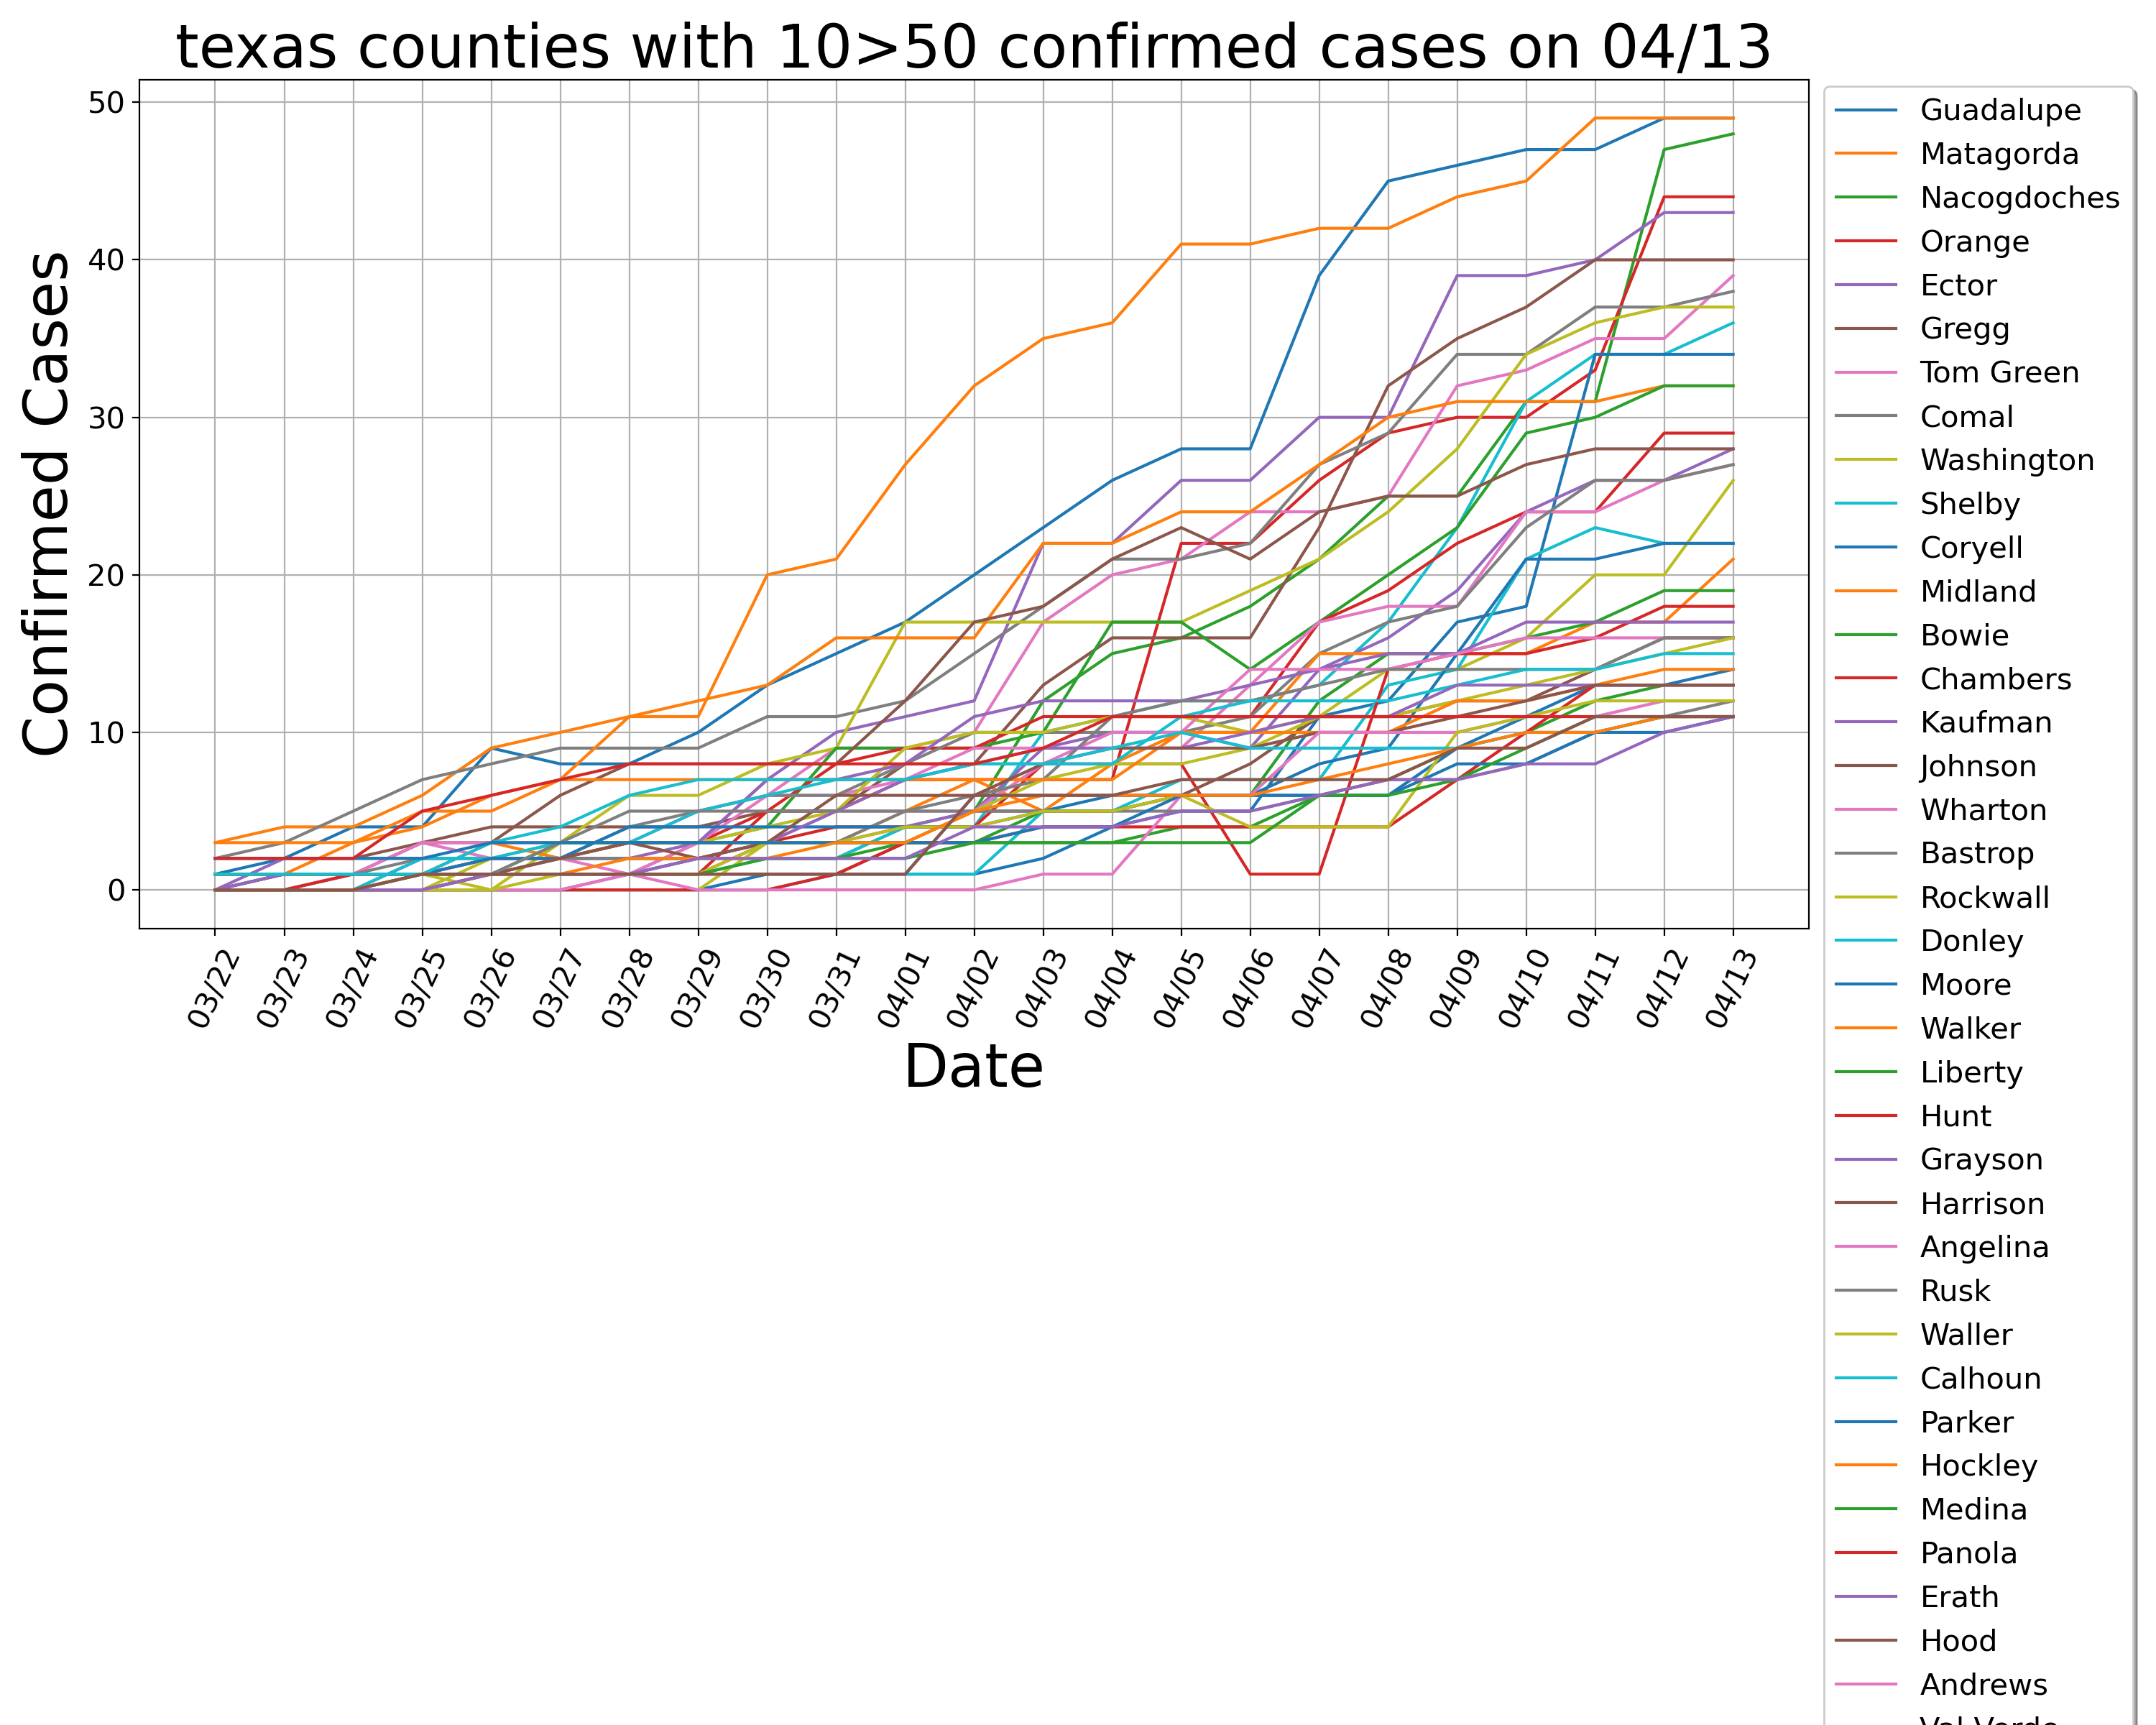 texas counties with 10>50 confirmed cases on 04/13
Confirmed Cases
50
40
30
20
10
0
03/22
03/23
03/24
03/25
03/26
03/27
03/28
03/29
03/30
03/31
04/01
04/02
04/03
04/04
04/05
04/06
04/07
04/08
04/09
04/10
04/11
04/12
04/13
Date
Guadalupe
Matagorda
Nacogdoches
Orange
Ector
Gregg
Tom Green
Comal
Washington
Shelby
Coryell
Midland
Bowie
Chambers
Kaufman
Johnson
Wharton
Bastrop
Rockwall
Donley
Moore
Walker
Liberty
Hunt
Grayson
Harrison
Angelina
Rusk
Waller
Calhoun
Parker
Hockley
Medina
Panola
Erath
Hood
Andrews
Val Verde